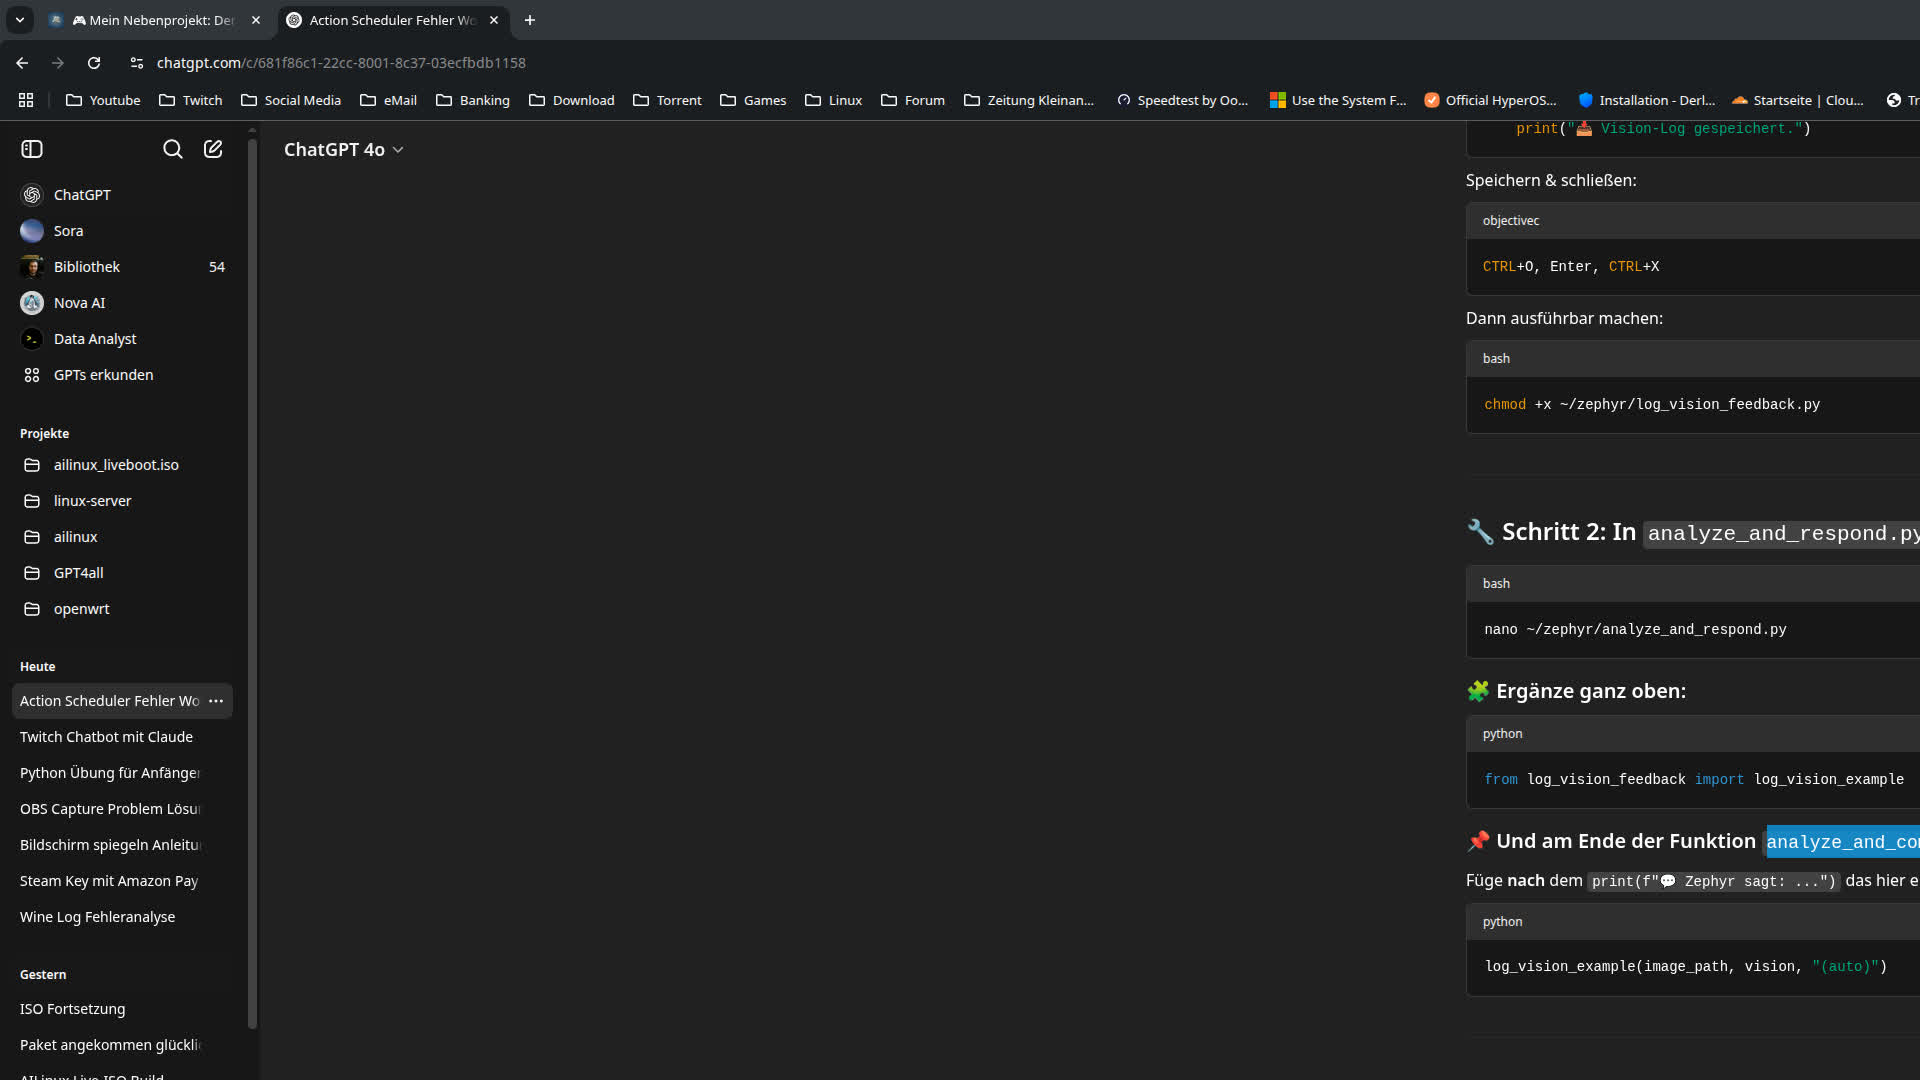 🎮 Mein Nebenprojekt: De
Action Scheduler Fehler Wo
chatgpt.com/c/681f86c1-22cc-8001-8c37-03ecfbdb1158
Youtube
Twitch
Social Media
eMail
Banking
Download
Torrent
Games
Linux
Forum
Zeitung Kleinan...
Speedtest by Oo...
Use the System F...
Official HyperOS...
Installation - Derl...
Startseite | Clou...
Tr
ChatGPT
Sora
Bibliothek 54
Nova AI
Data Analyst
GPTs erkunden
Projekte
ailinux_liveboot.iso
linux-server
ailinux
GPT4all
openwrt
Heute
Action Scheduler Fehler Wo
Twitch Chatbot mit Claude
Python Übung für Anfänger
OBS Capture Problem Lösu
Bildschirm spiegeln Anleitu
Steam Key mit Amazon Pay
Wine Log Fehleranalyse
Gestern
ISO Fortsetzung
Paket angekommen glückli
AILinux Live ISO Build
ChatGPT 4o
print("📥 Vision-Log gespeichert.")
Speichern & schließen:
objectivec
CTRL+O, Enter, CTRL+X
Dann ausführbar machen:
bash
chmod +x ~/zephyr/log_vision_feedback.py
🔧 Schritt 2: In analyze_and_respond.py
bash
nano ~/zephyr/analyze_and_respond.py
🧩 Ergänze ganz oben:
python
from log_vision_feedback import log_vision_example
📌 Und am Ende der Funktion analyze_and_co
Füge nach dem print(f"💬 Zephyr sagt: ...") das hier e
python
log_vision_example(image_path, vision, "(auto)")